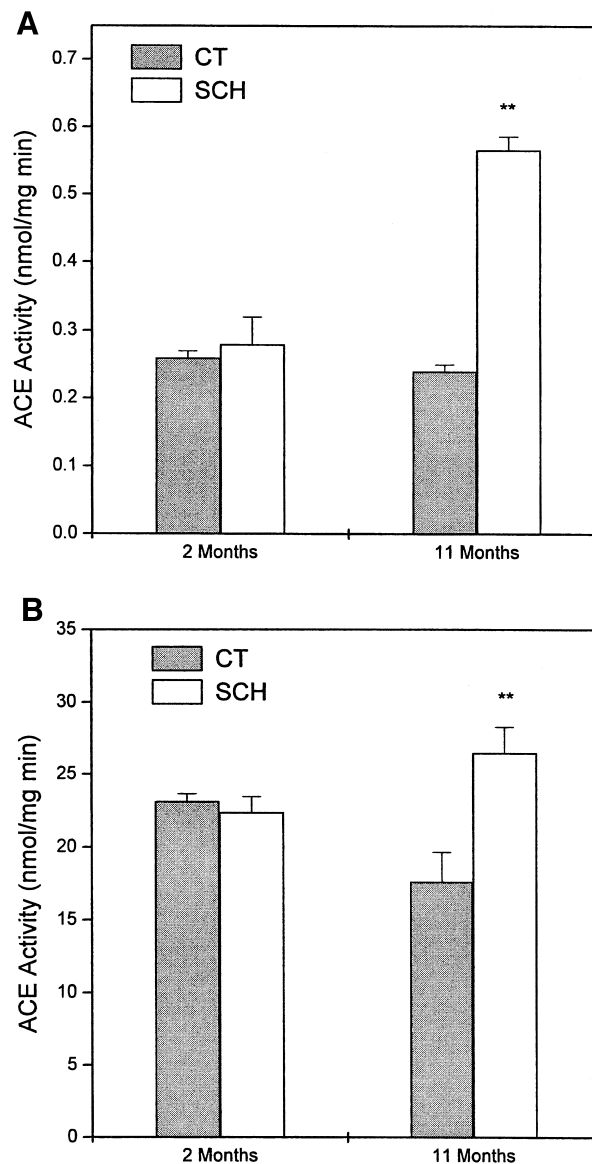 A
ACE Activity (nmol/mg min)
0.7
0.6
0.5
0.4
0.3
0.2
0.1
0.0
CT
SCH
**
2 Months
11 Months
B
ACE Activity (nmol/mg min)
35
30
25
20
15
10
5
0
CT
SCH
**
2 Months
11 Months